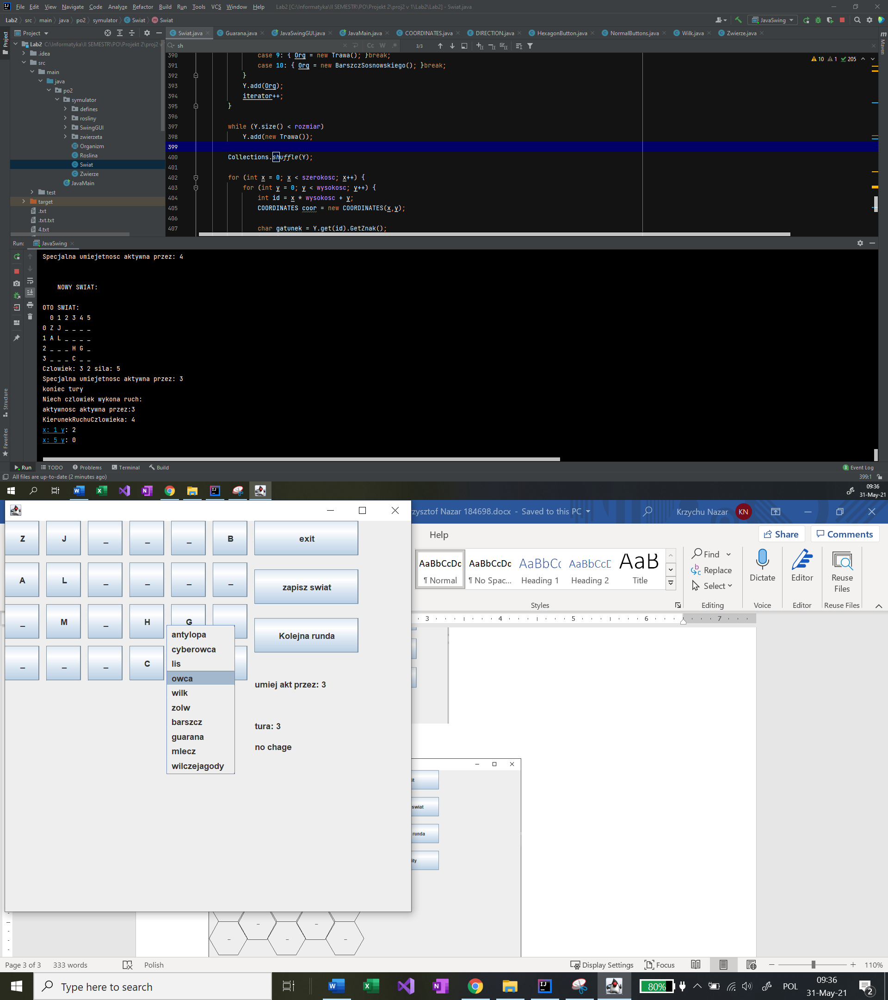 File Edit View Navigate Code Analyze Refactor Build Run Tools VCS Window Help Lab2 [C:\Informatyka\II SEMESTR\PO\Projekt 2\proj2 v 1\Lab2\Lab2] - Swiat.java
Lab2 src main java po2 symulator Swiat Swiat JavaSwing
Project Swiat.java Guarana.java JavaSwingGUI.java JavaMain.java COORDINATES.java DIRECTION.java HexagonButton.java NormalButtons.java Wilk.java Zwierze.java
Project
Maven
Lab2 C:\Informatyka\II SEMESTR\PO\Projekt 2\proj2 v
.idea
src
main
java
po2
symulator
defines
rosliny
SwingGUI
zwierzeta
Organizm
Roslina
Swiat
Zwierze
JavaMain
test
target
.txt
.txt.txt
4.txt
sh Cc W .* 3/3
10 1 205
390 case 9: { Org = new Trawa(); }break;
391 case 10: { Org = new BarszczSosnowskiego(); }break;
392 }
393 Y.add(Org);
394 iterator++;
395 }
396
397 while (Y.size() < rozmiar)
398 Y.add(new Trawa());
399
400 Collections.shuffle(Y);
401
402 for (int x = 0; x < szerokosc; x++) {
403 for (int y = 0; y < wysokosc; y++) {
404 int id = x * wysokosc + y;
405 COORDINATES coor = new COORDINATES(x,y);
406
407 char gatunek = Y.get(id).GetZnak();
Run: JavaSwing
Specjalna umiejetnosc aktywna przez: 4
NOWY SWIAT:
OTO SWIAT:
0 1 2 3 4 5
0 Z J _ _ _ _
1 A L _ _ _ _
2 _ _ _ H G _
3 _ _ _ C _ _
Czlowiek: 3 2 sila: 5
Specjalna umiejetnosc aktywna przez: 3
koniec tury
Niech czlowiek wykona ruch:
aktywnosc aktywna przez:3
KierunekRuchuCzlowieka: 4
x: 1 y: 2
x: 5 y: 0
Structure
Favorites
Run TODO Problems Terminal Build 3 Event Log
All files are up-to-date (2 minutes ago) 399:1
09:36
31-May-21
rzysztof Nazar 184698.docx - Saved to this PC Krzychu Nazar KN
Help Share Comments
Z J _ _ _ B exit
A L _ _ _ _ zapisz swiat
_ M _ H G Kolejna runda
_ _ _ C
antylopa
cyberowca
lis
owca
wilk
zolw
barszcz
guarana
mlecz
wilczejagody
umiej akt przez: 3
tura: 3
no chage
AaBbCcDc AaBbCcDc AaBbCc AaBbCcD AaB
¶ Normal ¶ No Spac... Heading 1 Heading 2 Title
Find
Replace
Select
Dictate Editor Reuse Files
Styles Editing Voice Editor Reuse Files
3 4 5 6 7
it
swiat
runda
ity
_ _
_ _ _
Page 3 of 3 333 words Polish Display Settings Focus 110%
Type here to search 80% POL 09:36
31-May-21 2